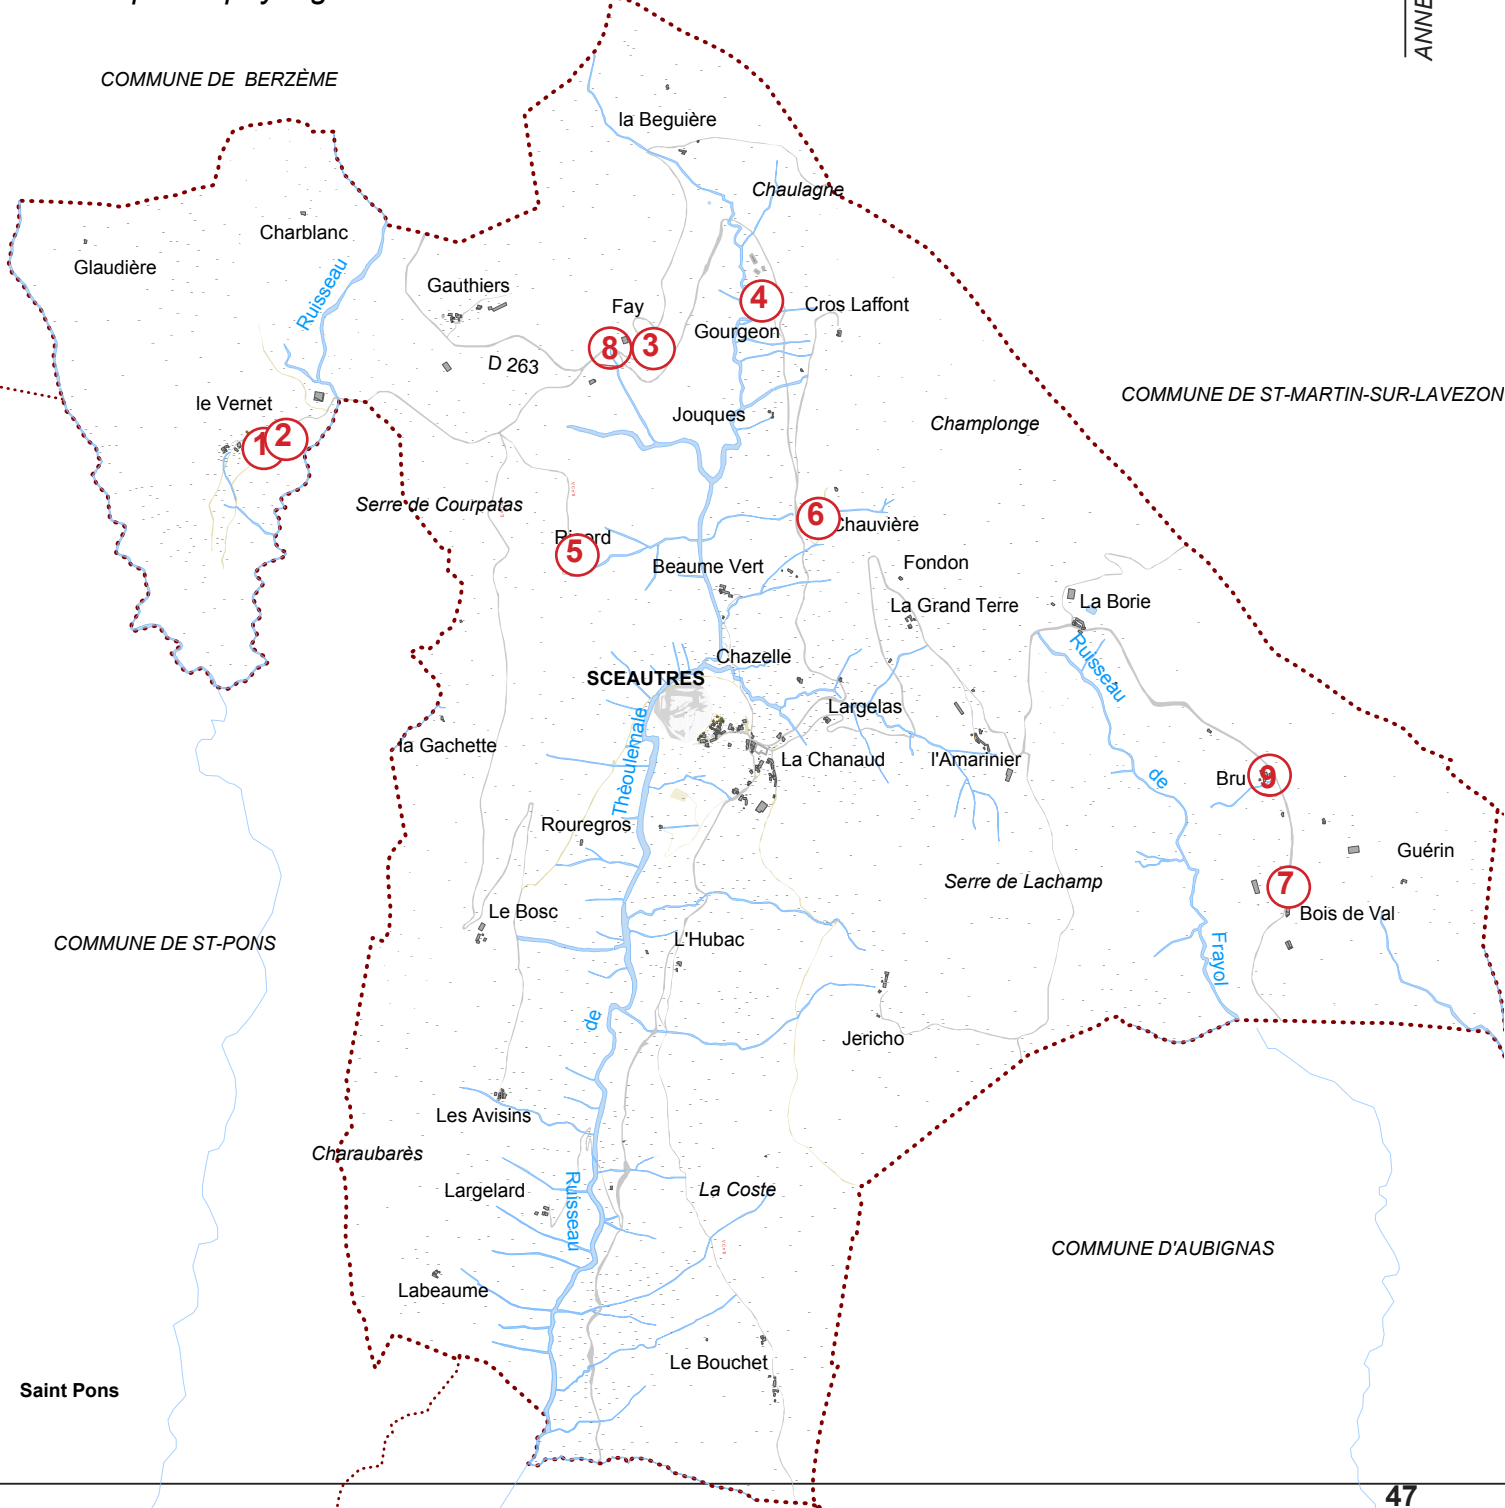 COMMUNE DE BERZÈME
la Beguière
Chaulagne
Charblanc
Glaudière
Ruisseau
Gauthiers
Fay
4
Cros Laffont
Gourgeon
8
3
D 263
COMMUNE DE ST-MARTIN-SUR-LAVEZON
le Vernet
Jouques
Champlonge
1
2
Serre de Courpatas
6
Chauvière
5
Beaume Vert
Fondon
La Grand Terre
La Borie
Ruisseau
Chazelle
SCEAUTRES
Largelas
Théoulemale
la Gachette
La Chanaud
l'Amarinier
de
Bru
9
Rouregros
Guérin
Serre de Lachamp
7
Le Bosc
Bois de Val
COMMUNE DE ST-PONS
L'Hubac
Frayol
de
Jericho
Les Avisins
Charaubarès
Largelard
Ruisseau
La Coste
COMMUNE D'AUBIGNAS
Labeaume
Le Bouchet
Saint Pons
47